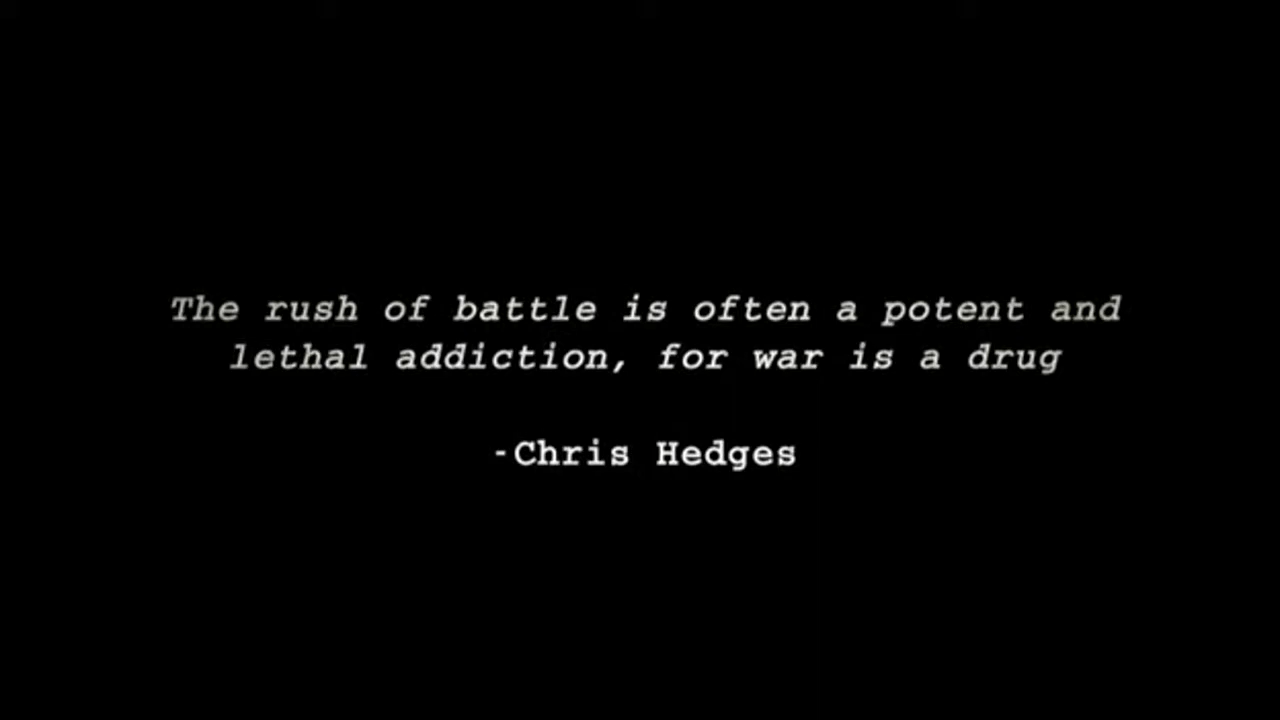 The rush of battle is often a potent and
lethal addiction, for war is a drug
-Chris Hedges